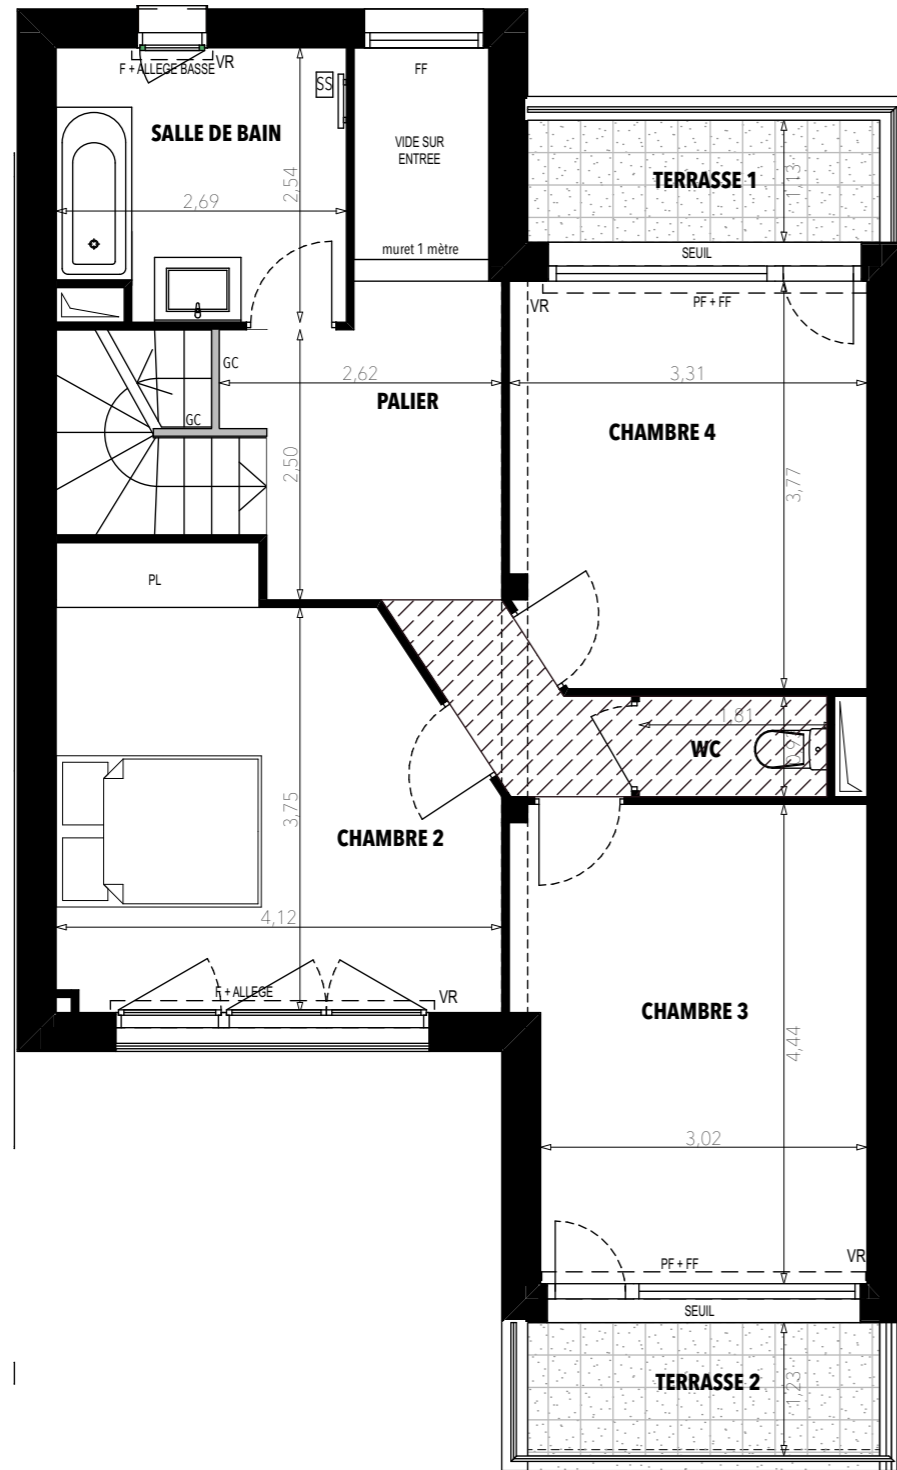 F + ALLEGE BASSE
VR
FF
SS
SALLE DE BAIN
VIDE SUR
ENTREE
2,54
2,69
TERRASSE 1
1,13
muret 1 mètre
SEUIL
VR
PF + FF
GC
2,62
3,31
PALIER
GC
CHAMBRE 4
2,50
3,77
PL
1,81
WC
3,75
CHAMBRE 2
4,12
F + ALLEGE
VR
CHAMBRE 3
4,44
3,02
VR
PF + FF
SEUIL
TERRASSE 2
1,23